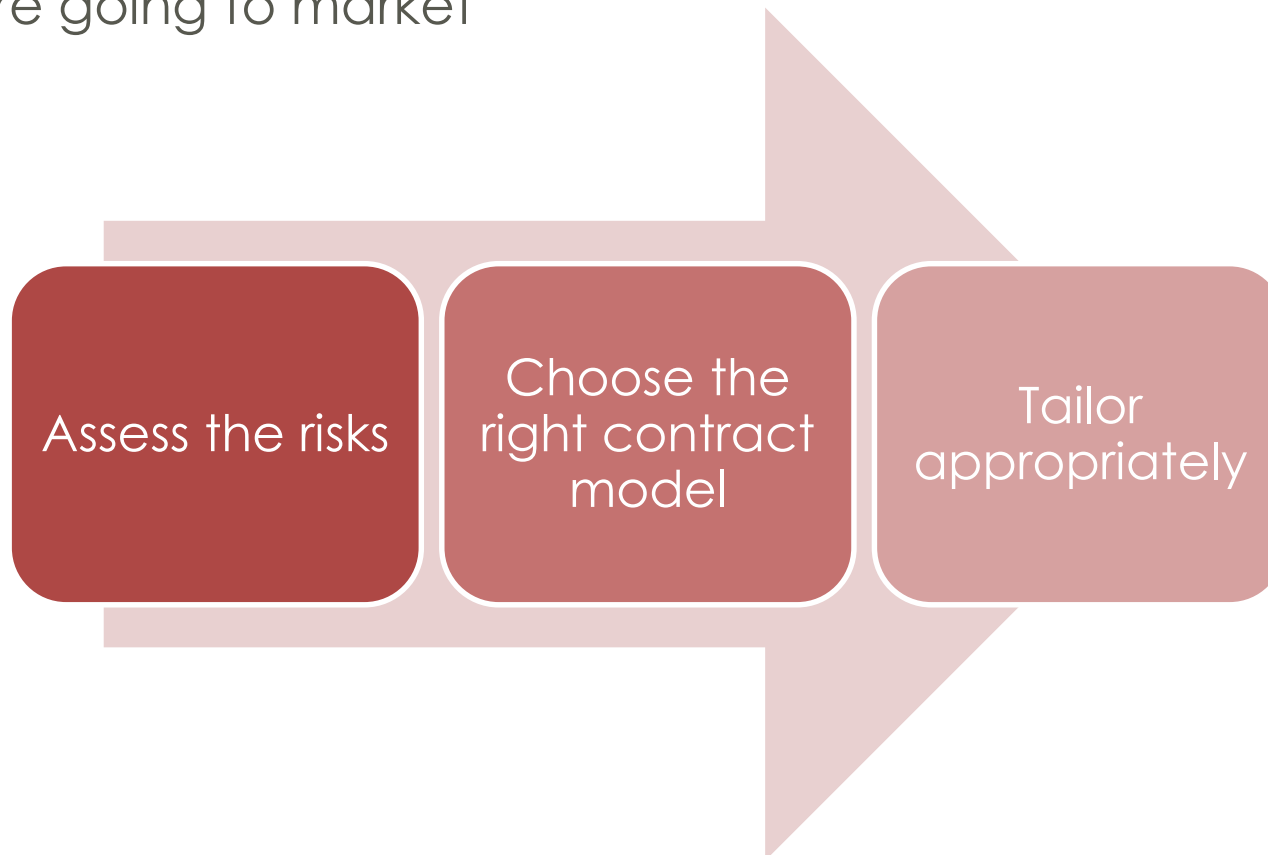 going to market
Assess the risks
Choose the
right contract
model
Tailor
appropriately